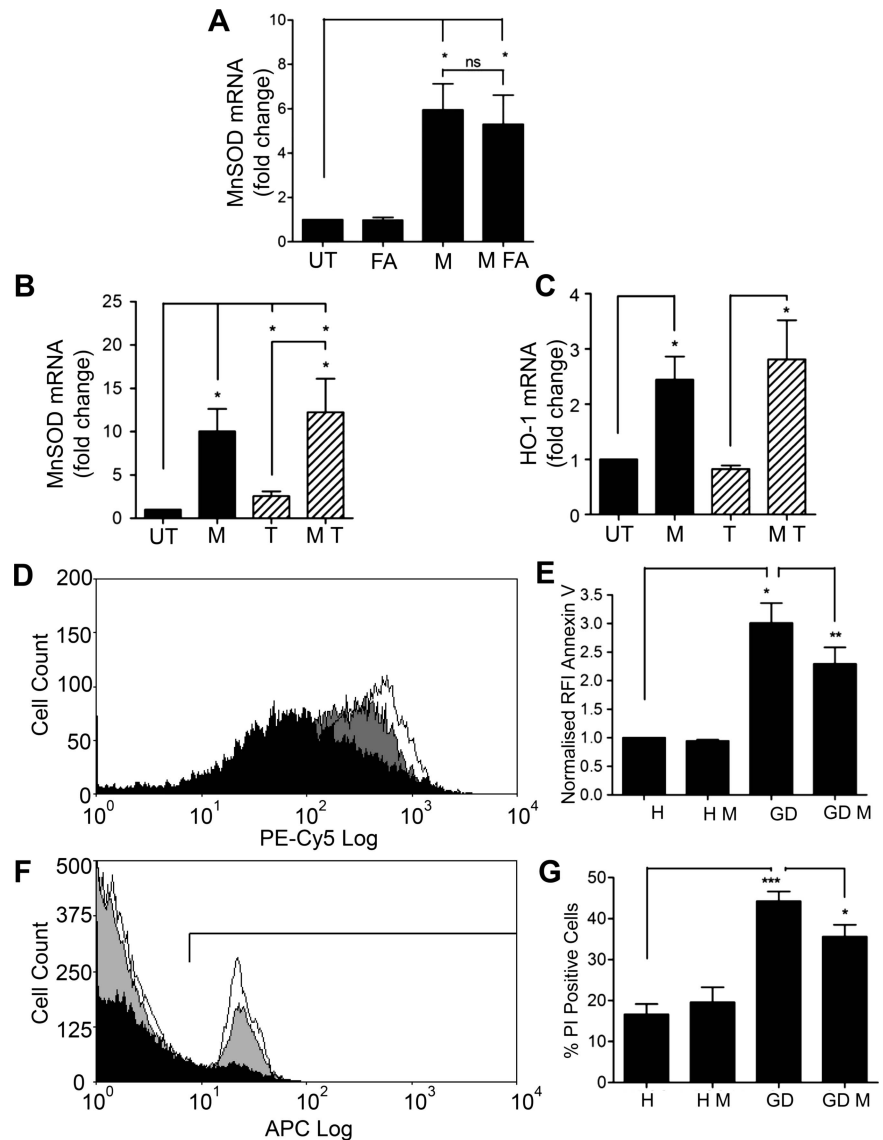 A
MnSOD mRNA
(fold change)
10
8
6
4
2
0
*
*
ns
UT FA M M FA
B
MnSOD mRNA
(fold change)
25
20
15
10
5
0
*
*
*
*
UT M T M T
C
HO-1 mRNA
(fold change)
4
3
2
1
0
*
*
UT M T M T
D
Cell Count
200
150
100
50
0
10^0 10^1 10^2 10^3 10^4
PE-Cy5 Log
E
Normalised RFI Annexin V
3.5
3.0
2.5
2.0
1.5
1.0
0.5
0.0
*
**
H H M GD GD M
F
Cell Count
500
375
250
125
0
10^0 10^1 10^2 10^3 10^4
APC Log
G
% PI Positive Cells
50
40
30
20
10
0
***
*
H H M GD GD M